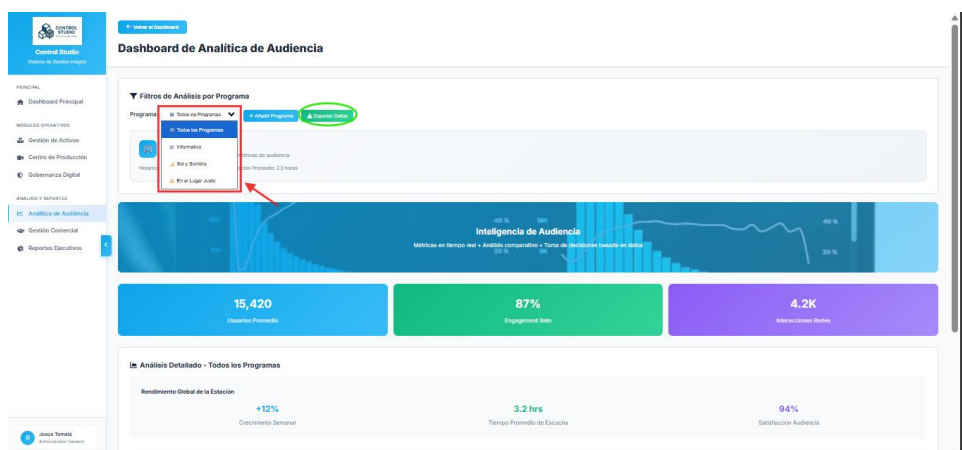 CONTROL
STUDIO
Control Studio
Sistema de Gestión Integral
PRINCIPAL
Dashboard Principal
MÓDULOS OPERATIVOS
Gestión de Activos
Centro de Producción
Gobernanza Digital
ANÁLISIS Y REPORTES
Analítica de Audiencia
Gestión Comercial
Reportes Ejecutivos
D
Jesús Tomalá
Administrador General
← Volver al Dashboard
Dashboard de Analítica de Audiencia
Filtros de Análisis por Programa
Programa:
Todos los Programas
+ Añadir Programa
Exportar Datos
Todos los Programas
Informativo
Sol y Sombra
En el Lugar Justo
métricas de audiencia
Horario:
Promedio: 2.5 horas
Inteligencia de Audiencia
Métricas en tiempo real • Análisis comparativo • Toma de decisiones basada en datos
40 %
20 %
40 %
20 %
15,420
Usuarios Promedio
87%
Engagement Rate
4.2K
Interacciones Redes
Análisis Detallado - Todos los Programas
Rendimiento Global de la Estación
+12%
Crecimiento Semanal
3.2 hrs
Tiempo Promedio de Escucha
94%
Satisfacción Audiencia